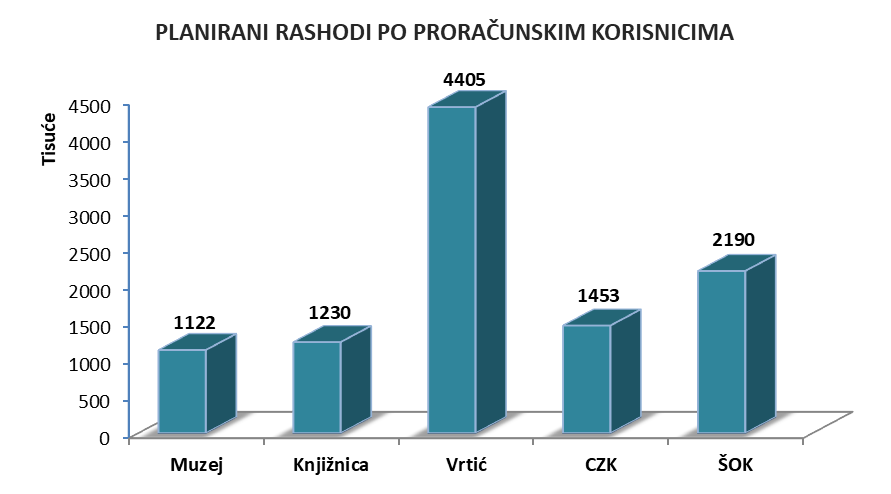 PLANIRANI RASHODI PO PRORAČUNSKIM KORISNICIMA
Tisuće
4500
4000
3500
3000
2500
2000
1500
1000
500
0
1122
1230
4405
1453
2190
Muzej
Knjižnica
Vrtić
CZK
ŠOK